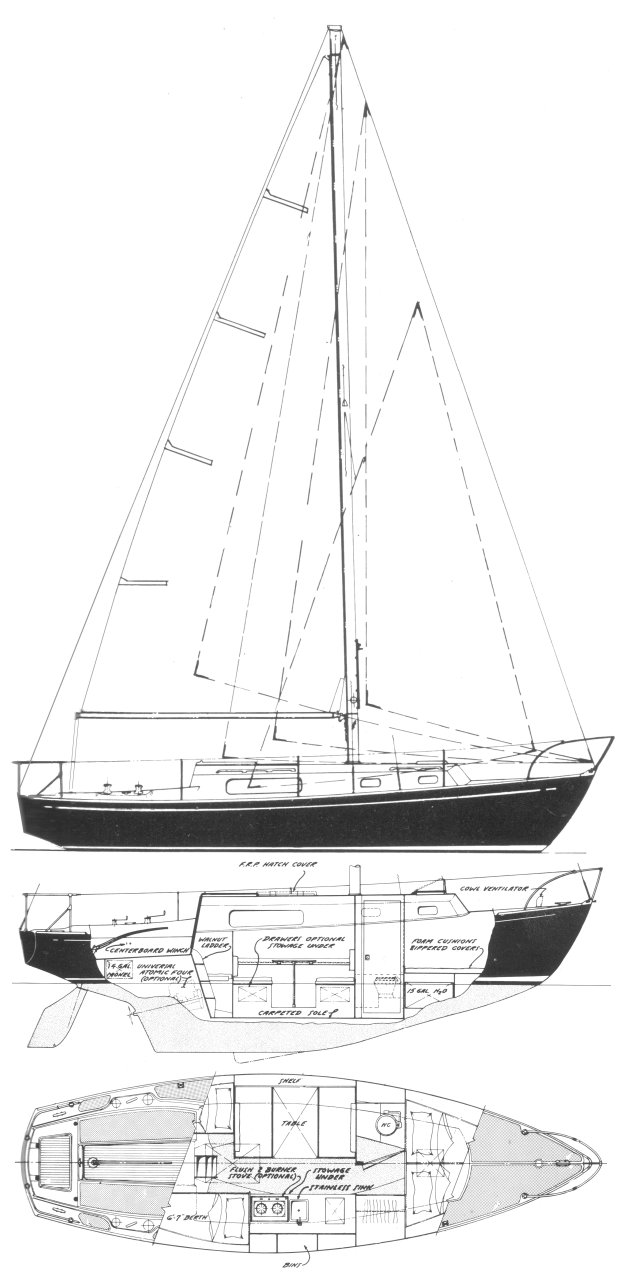 F.R.P. HATCH COVER
COWL VENTILATOR
CENTERBOARD WINCH
WALNUT
LADDER
DRAWERS OPTIONAL
STOWAGE UNDER
FOAM CUSHIONS
ZIPPERED COVERS
14 GAL
MONEL
UNIVERSAL
ATOMIC FOUR
(OPTIONAL)
15 GAL H2O
CARPETED SOLE
SHELF
TABLE
HC
FLUSH 2 BURNER
STOVE (OPTIONAL)
STOWAGE
UNDER
STAINLESS SINK
6'-7" BERTH
BINS